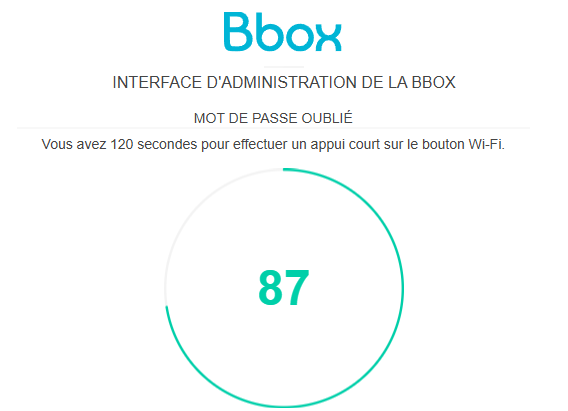 Bbox
INTERFACE D'ADMINISTRATION DE LA BBOX
MOT DE PASSE OUBLIÉ
Vous avez 120 secondes pour effectuer un appui court sur le bouton Wi-Fi.
87